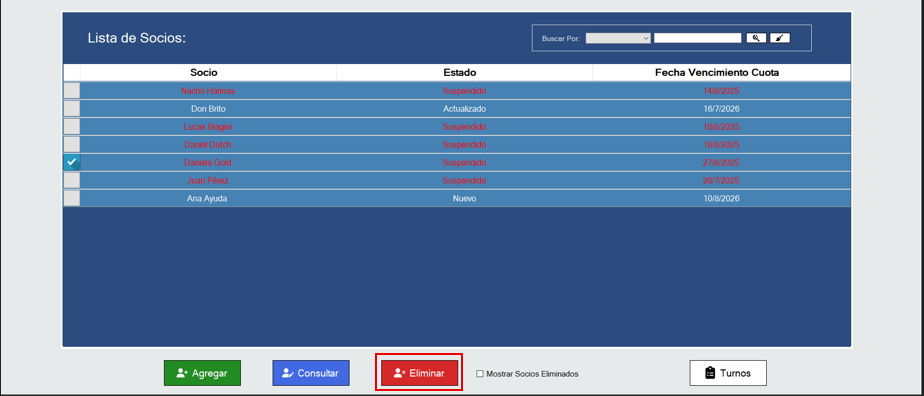 Lista de Socios:
Buscar Por:
Socio Estado Fecha Vencimiento Cuota
Nacho Hannas Suspendido 14/8/2025
Don Brito Actualizado 16/7/2026
Lucas Biagini Suspendido 18/8/2025
Daniel Dutch Suspendido 18/8/2025
Daniela Gold Suspendido 27/8/2025
Juan Pérez Suspendido 26/7/2025
Ana Ayuda Nuevo 10/8/2026
Agregar Consultar Eliminar Mostrar Socios Eliminados Turnos